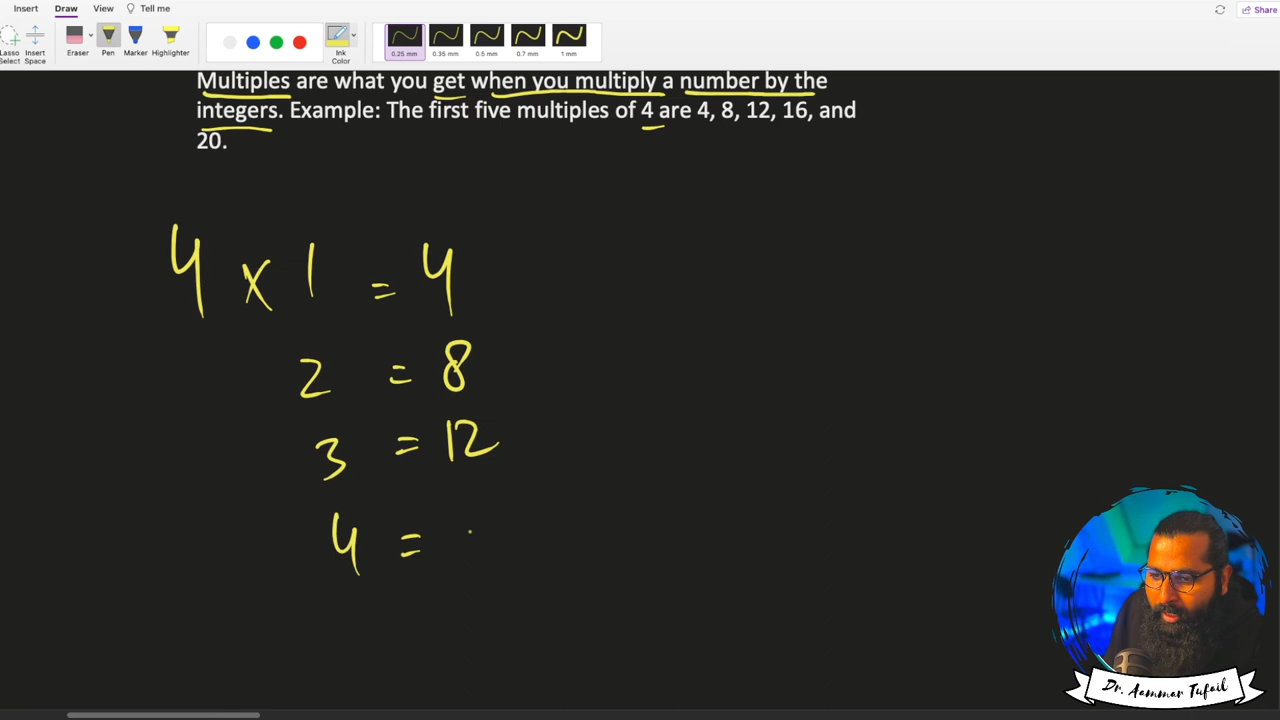 Insert Draw View Tell me
Share
Lasso Select
Insert Space
Eraser
Pen
Marker
Highlighter
Ink Color
0.25 mm
0.35 mm
0.5 mm
0.7 mm
1 mm
Multiples are what you get when you multiply a number by the
integers. Example: The first five multiples of 4 are 4, 8, 12, 16, and
20.
4 x 1 = 4
2 = 8
3 = 12
4 =
Dr. Aammar Tufail